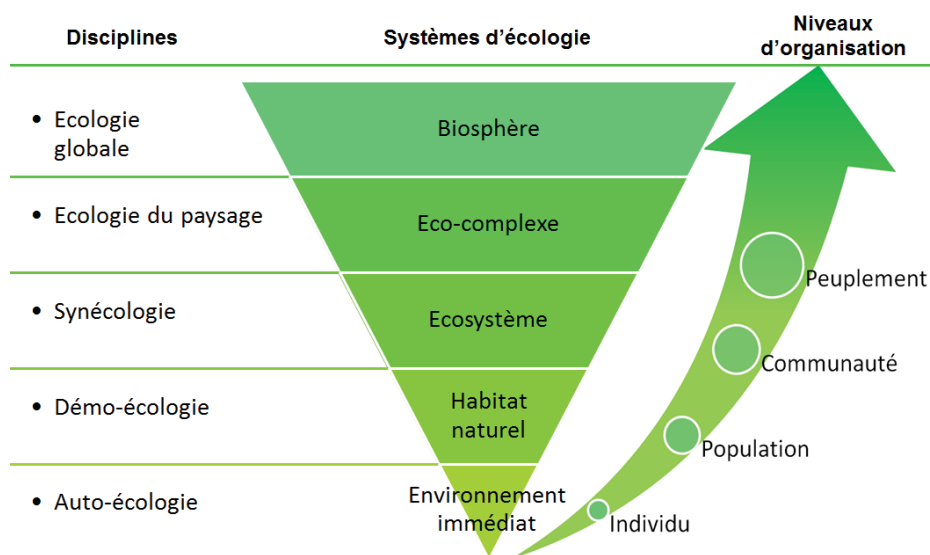 Disciplines
Systèmes d'écologie
Niveaux
d'organisation
• Ecologie
globale
Biosphère
• Ecologie du paysage
Eco-complexe
Peuplement
• Synécologie
Ecosystème
Communauté
• Démo-écologie
Habitat
naturel
Population
• Auto-écologie
Environnement
immédiat
Individu